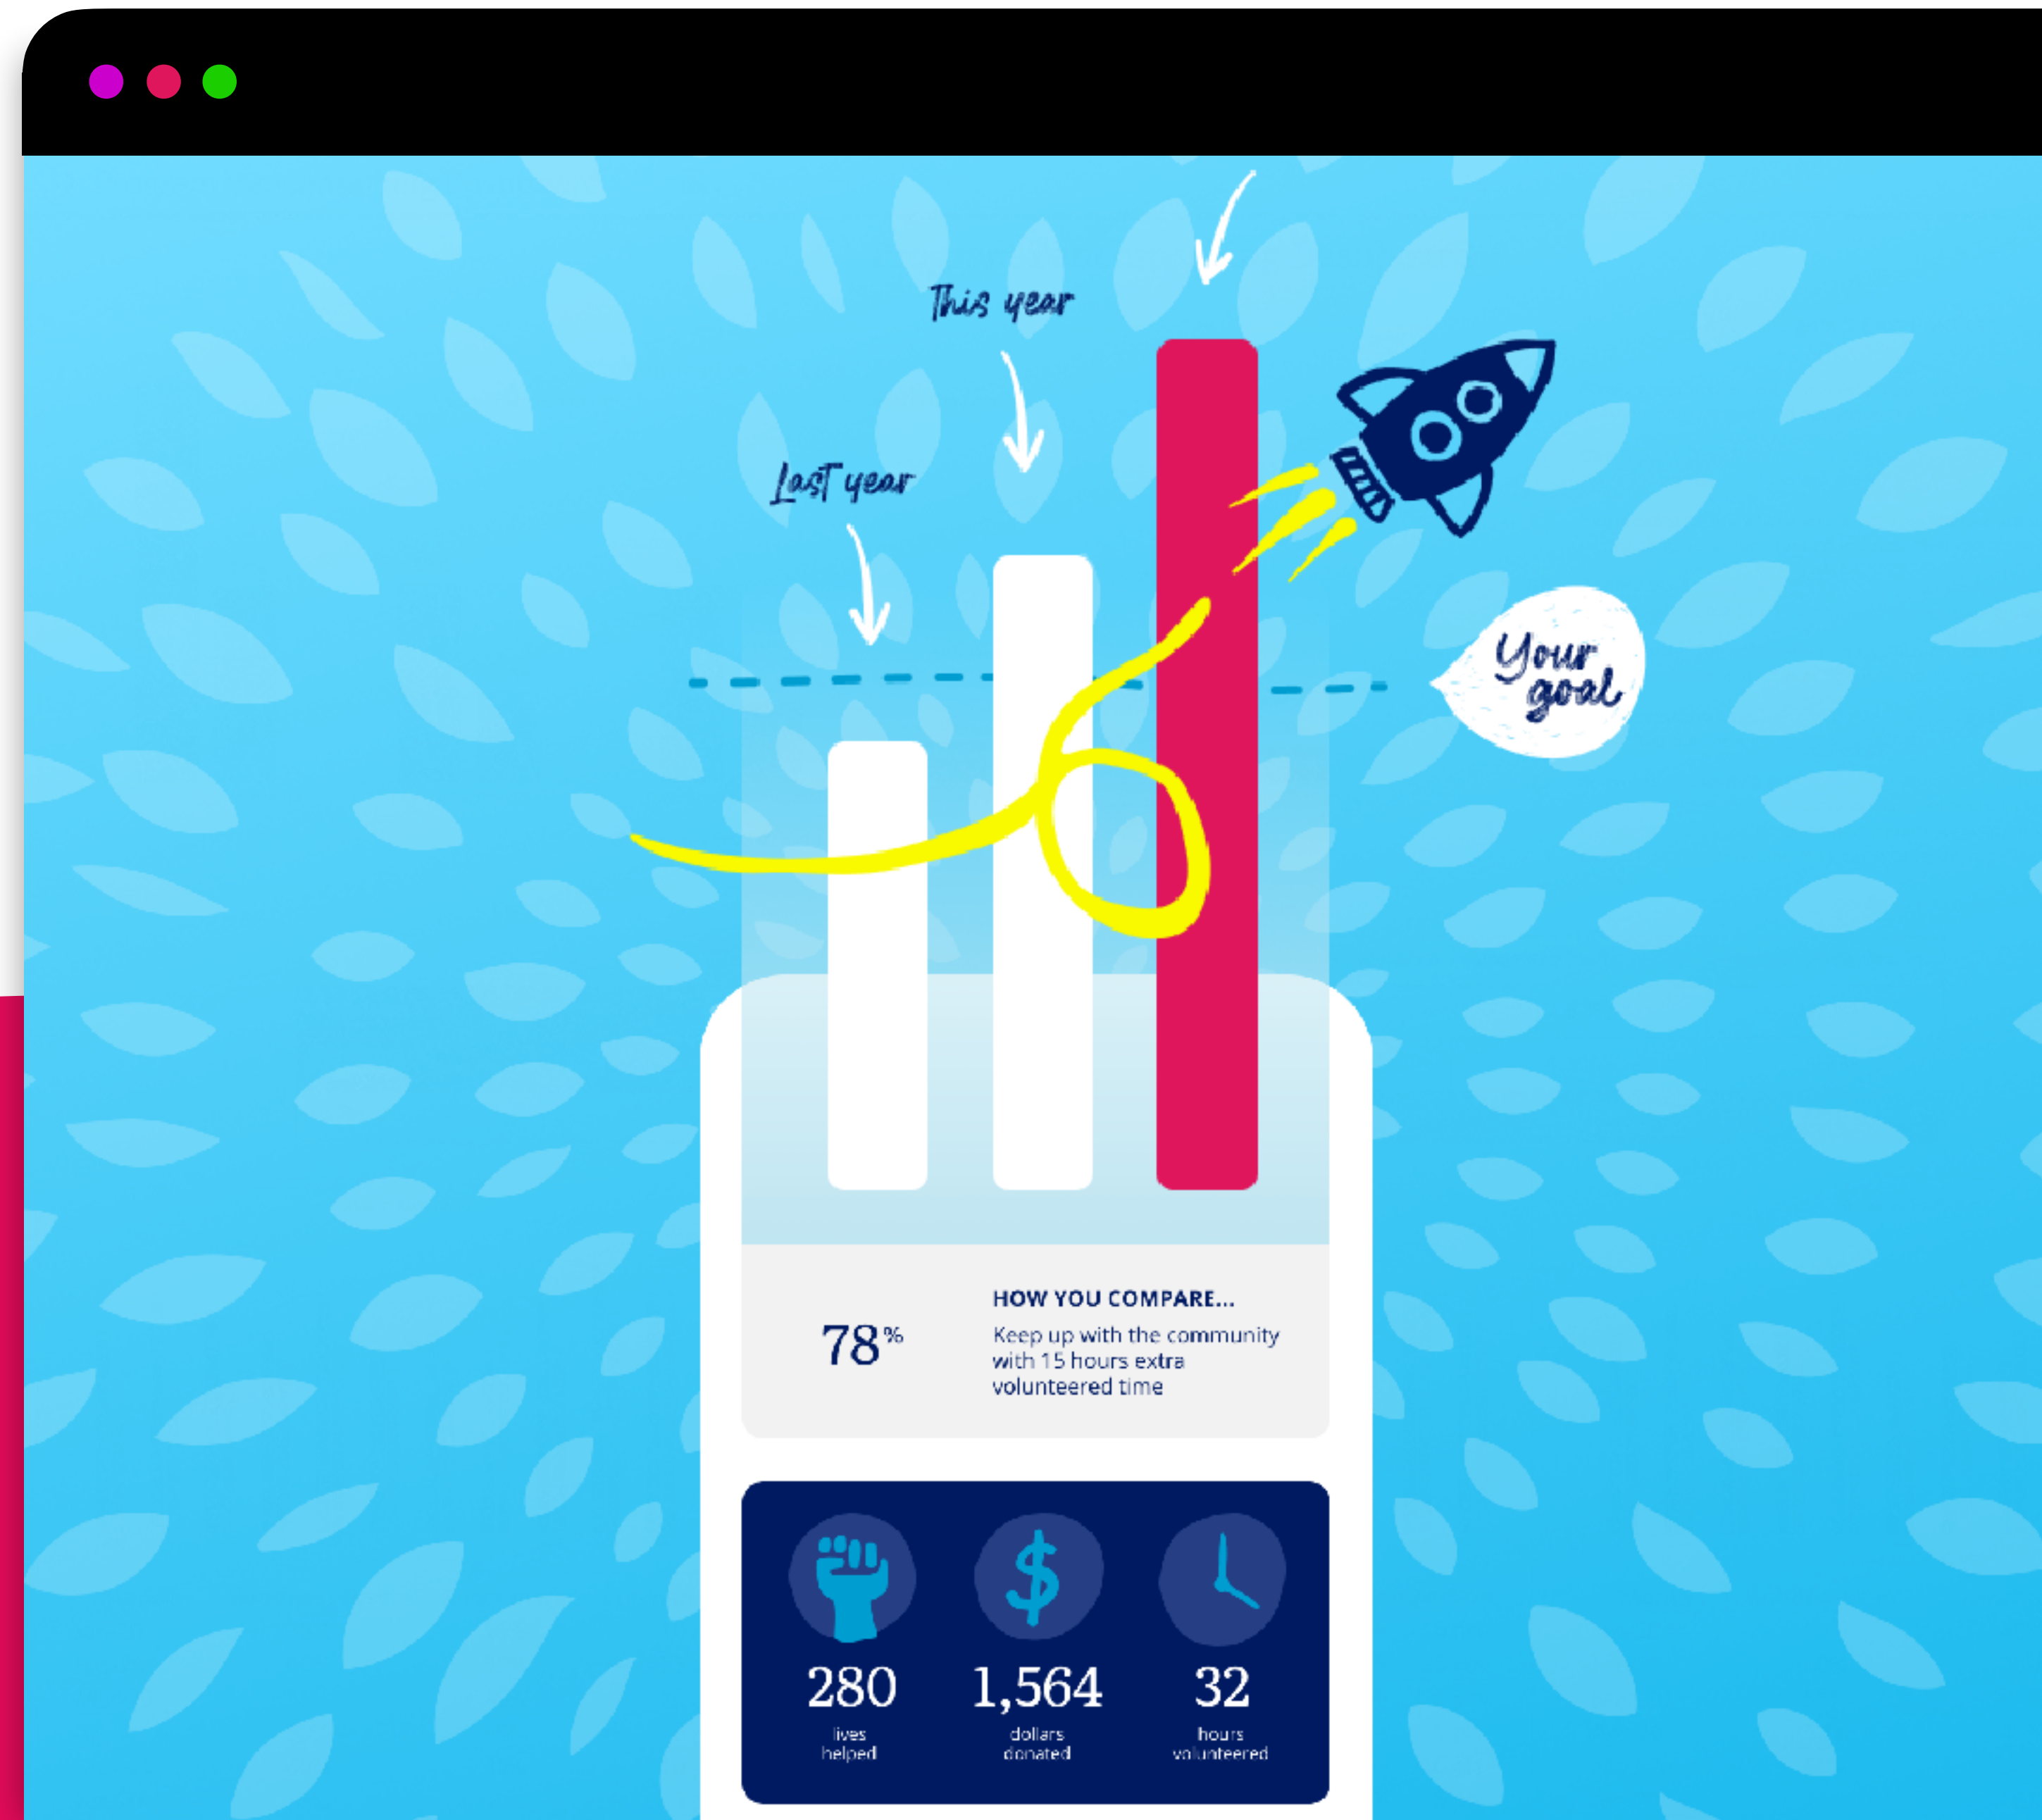 This year
Last year
Your
goal
78%
HOW YOU COMPARE...
Keep up with the community
with 15 hours extra
volunteered time
280
lives
helped
1,564
dollars
donated
32
hours
volunteered